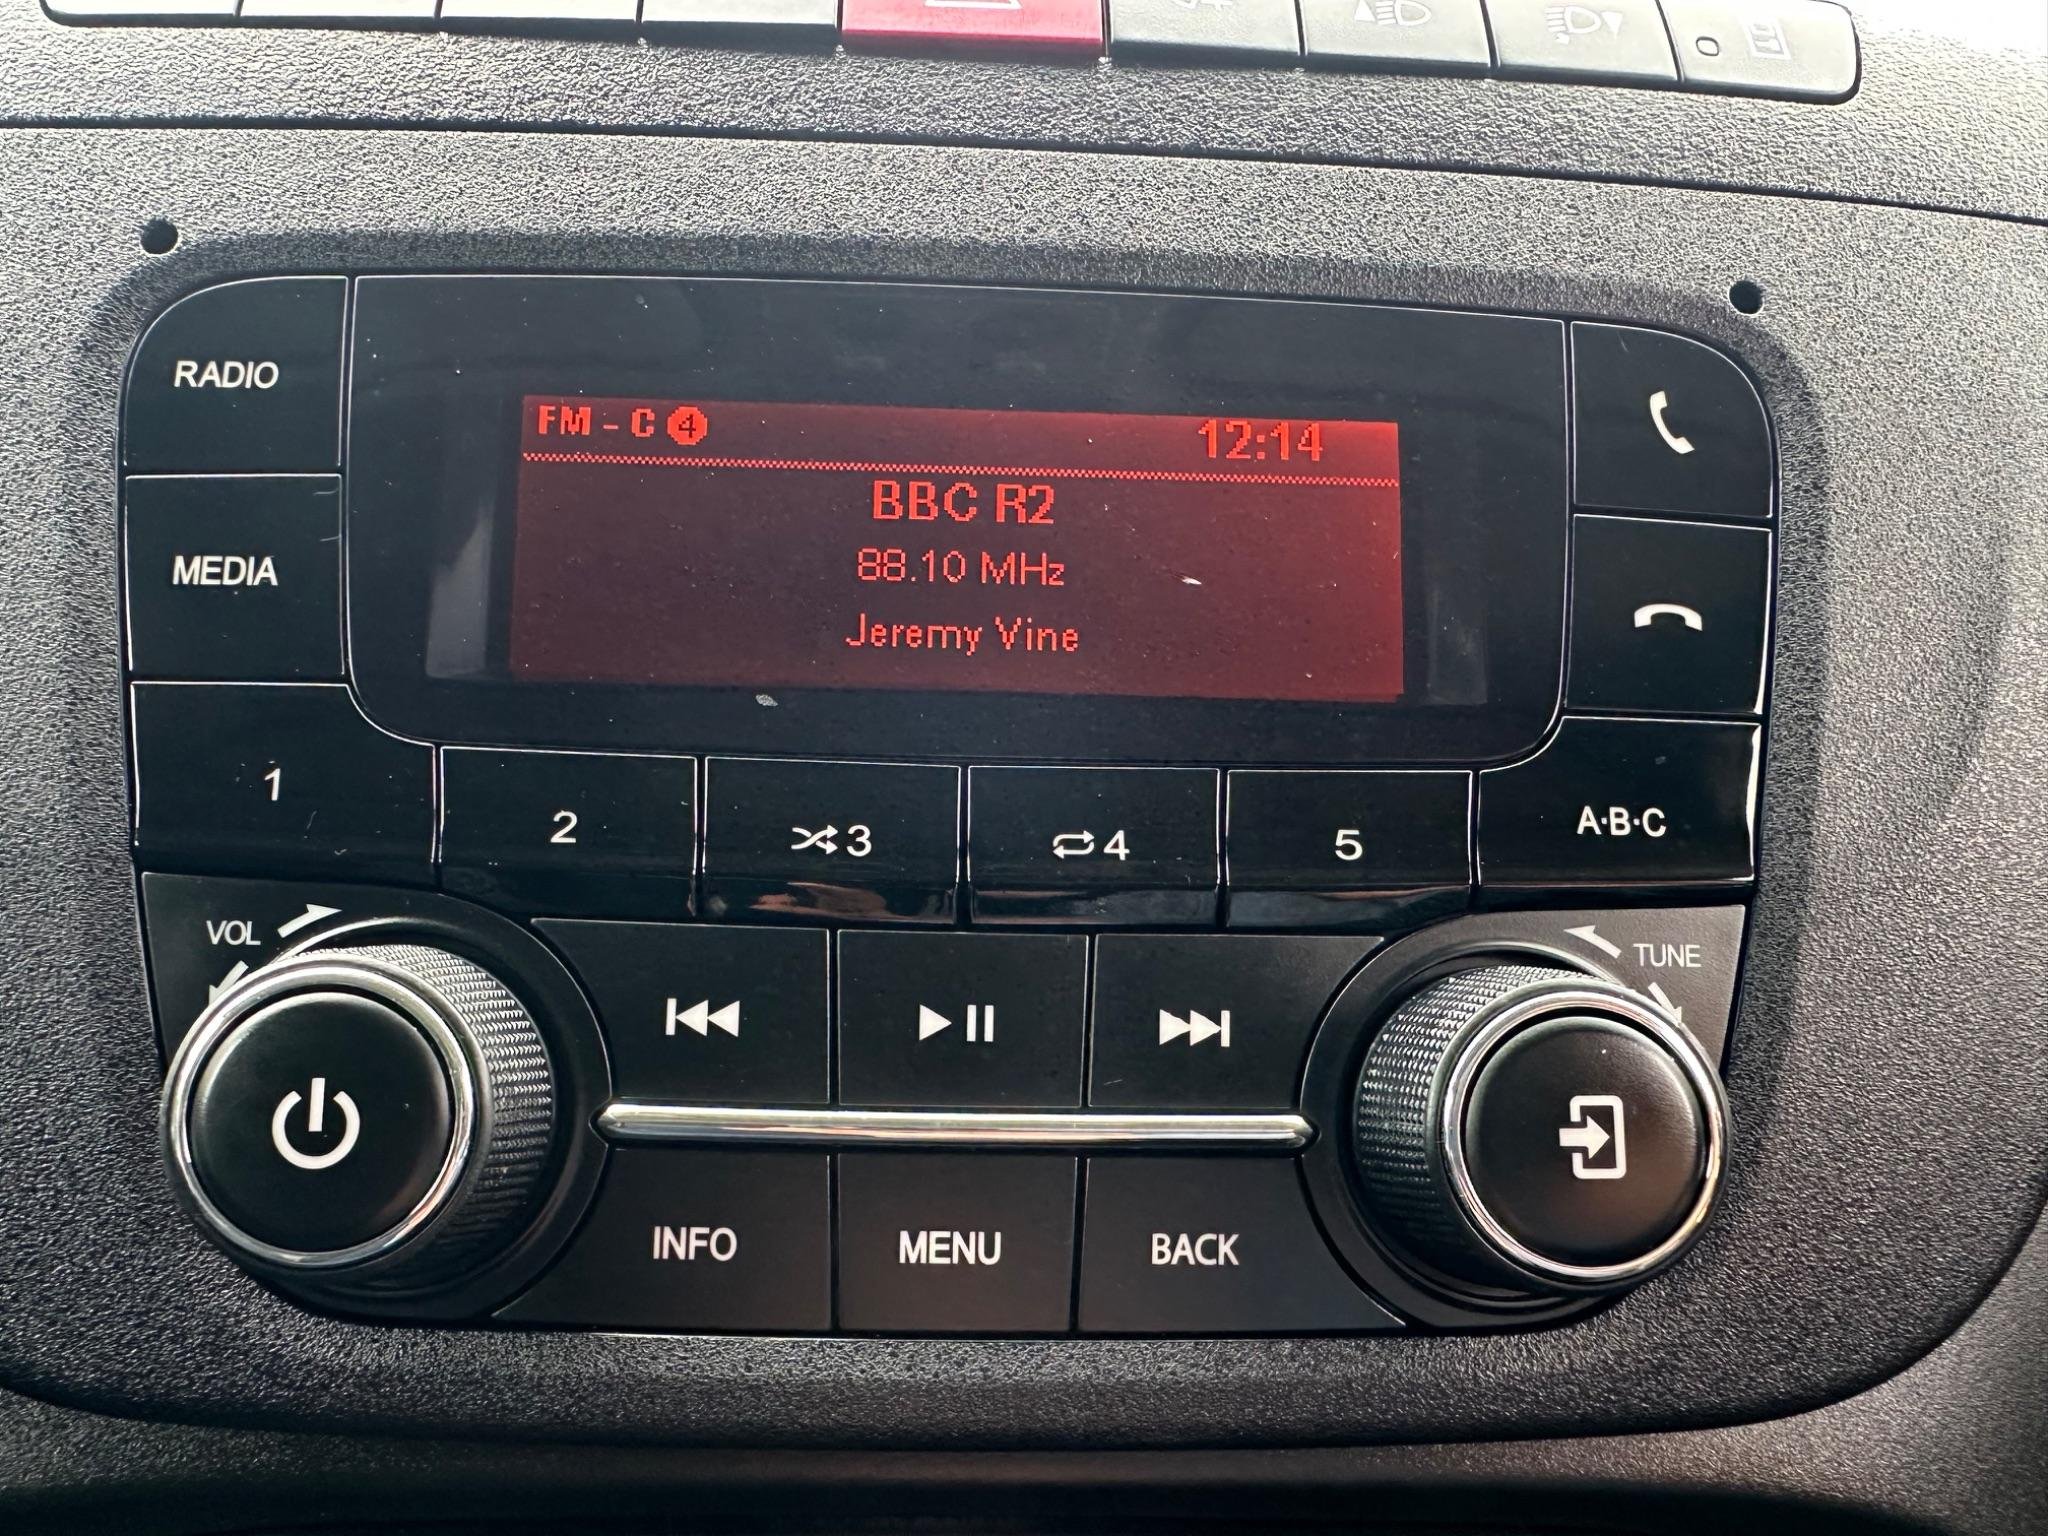 FM - C 4 12:14
BBC R2
88.10 MHz
Jeremy Vine
RADIO
MEDIA
1
2
3
4
5
A·B·C
VOL
TUNE
INFO
MENU
BACK